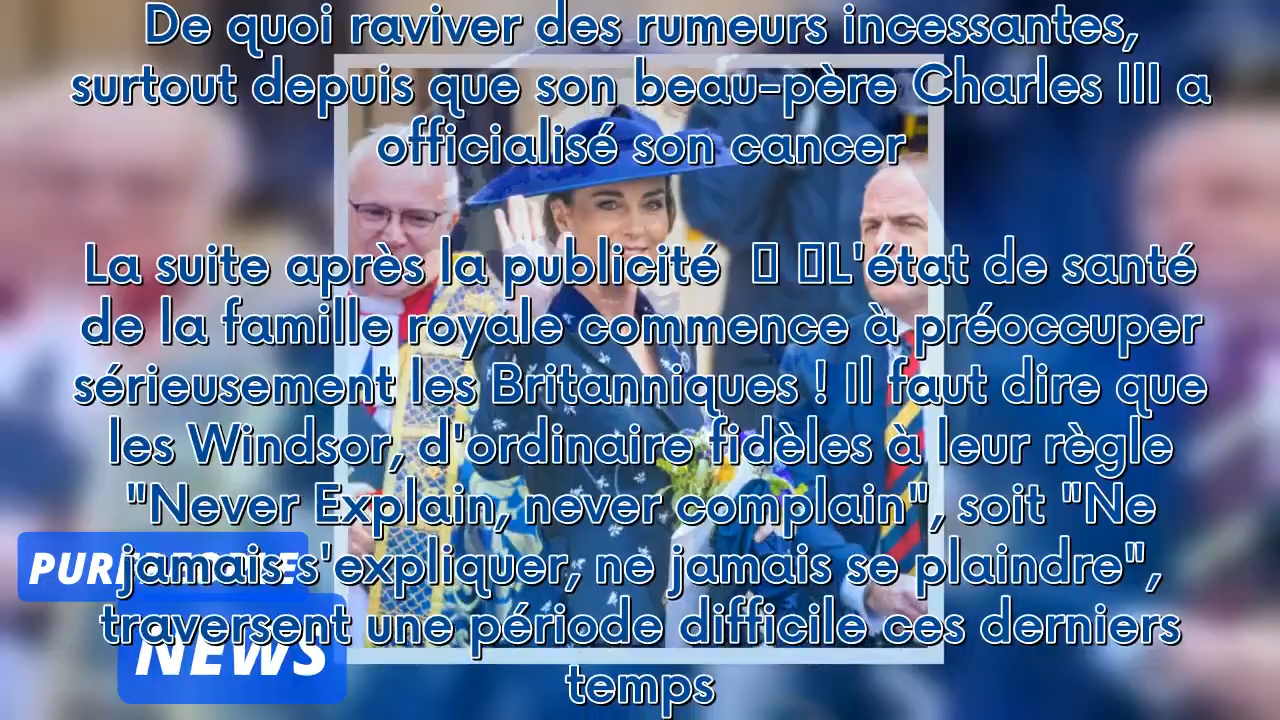 De quoi raviver des rumeurs incessantes,
surtout depuis que son beau-père Charles III a
officialisé son cancer
La suite après la publicité L'état de santé
de la famille royale commence à préoccuper
sérieusement les Britanniques ! Il faut dire que
les Windsor, d'ordinaire fidèles à leur règle
"Never Explain, never complain", soit "Ne
jamais s'expliquer, ne jamais se plaindre",
traversent une période difficile ces derniers
temps
NEWS